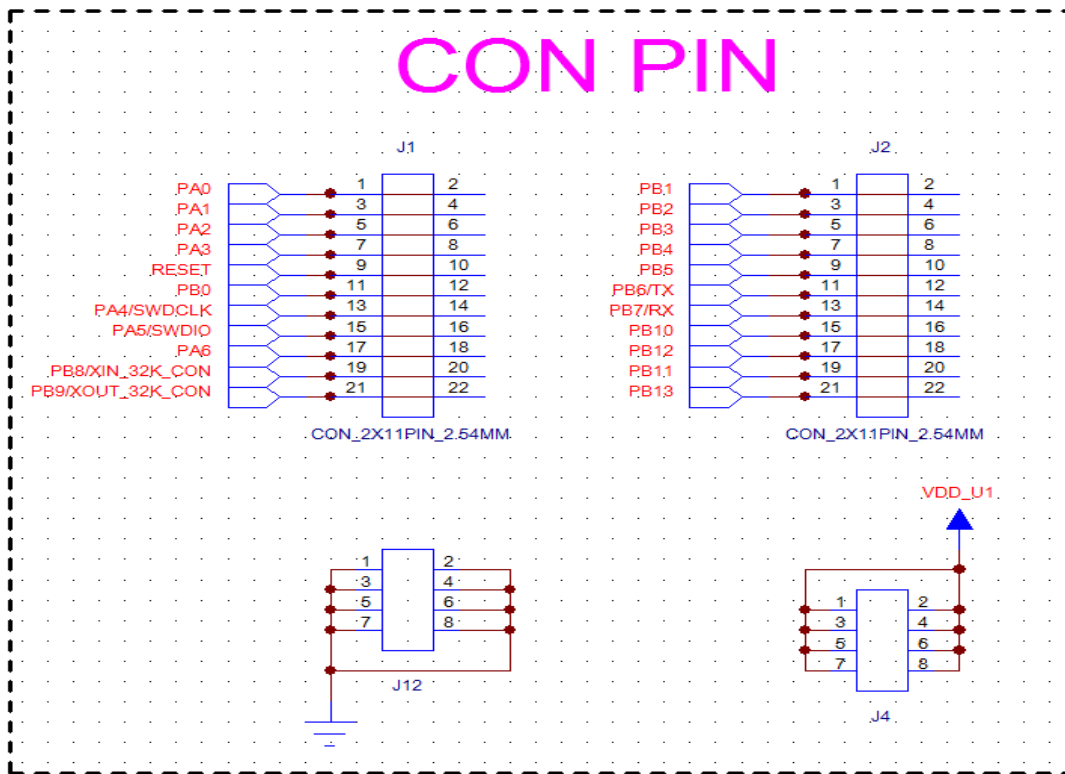 CON PIN
J1
PA0 1 2
PA1 3 4
PA2 5 6
PA3 7 8
RESET 9 10
PB0 11 12
PA4/SWDCLK 13 14
PA5/SWDIO 15 16
PA6 17 18
PB8/XIN_32K_CON 19 20
PB9/XOUT_32K_CON 21 22
CON_2X11PIN_2.54MM
J2
PB1 1 2
PB2 3 4
PB3 5 6
PB4 7 8
PB5 9 10
PB6/TX 11 12
PB7/RX 13 14
PB10 15 16
PB12 17 18
PB11 19 20
PB13 21 22
CON_2X11PIN_2.54MM
1 2
3 4
5 6
7 8
J12
VDD_U1
1 2
3 4
5 6
7 8
J4